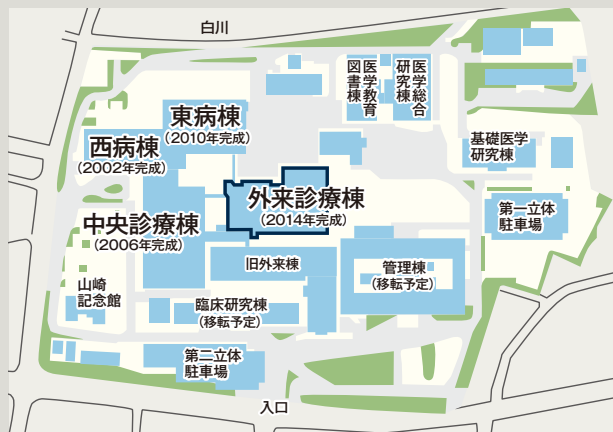 白川
医学教育
図書棟
医学総合
研究棟
東病棟
(2010年完成)
西病棟
(2002年完成)
基礎医学
研究棟
外来診療棟
(2014年完成)
中央診療棟
(2006年完成)
第一立体
駐車場
旧外来棟
管理棟
(移転予定)
山崎
記念館
臨床研究棟
(移転予定)
第二立体
駐車場
入口